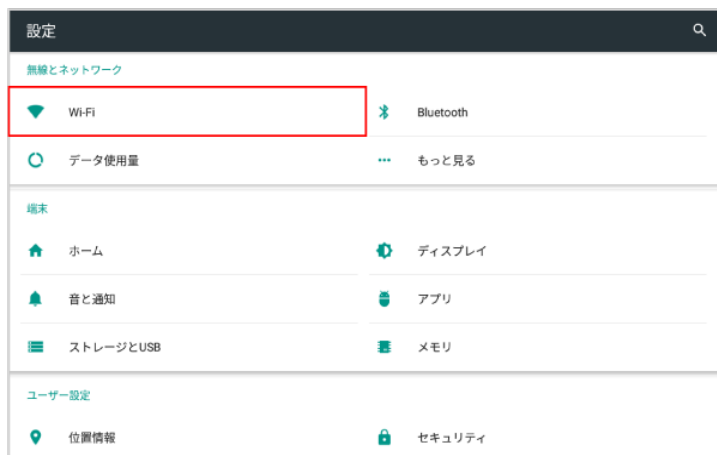 設定
無線とネットワーク
Wi-Fi
Bluetooth
データ使用量
もっと見る
端末
ホーム
ディスプレイ
音と通知
アプリ
ストレージとUSB
メモリ
ユーザー設定
位置情報
セキュリティ